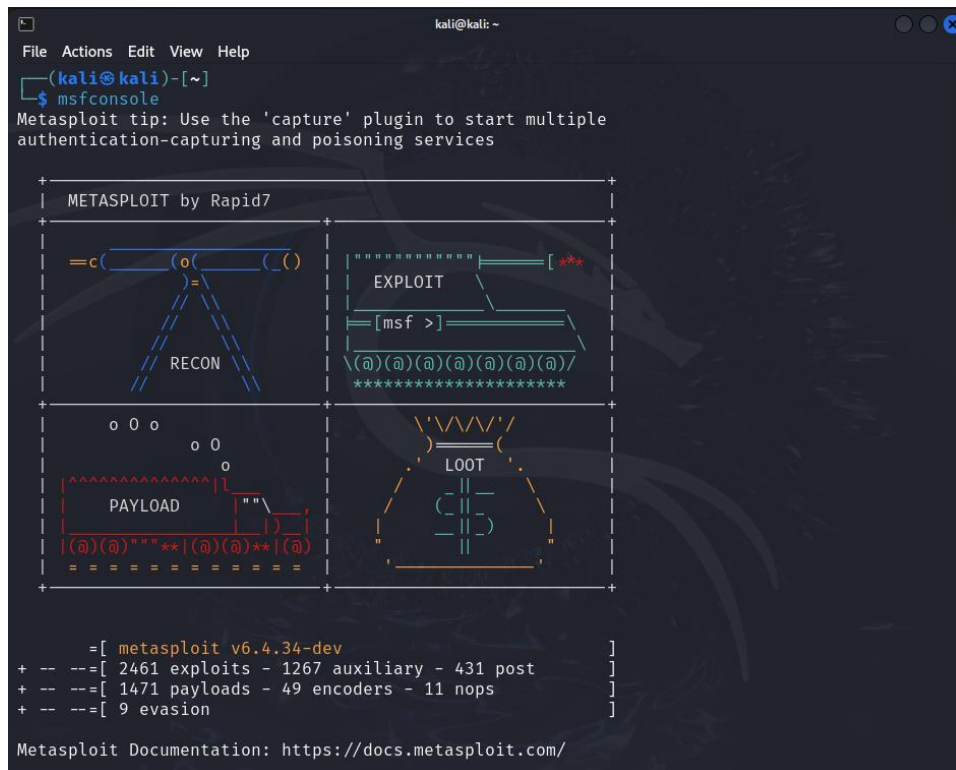 kali@kali: ~
File Actions Edit View Help
┌──(kali㉿kali)-[~]
└─$ msfconsole
Metasploit tip: Use the 'capture' plugin to start multiple
authentication-capturing and poisoning services
METASPLOIT by Rapid7
==c(______(o(______(_()
)=\
EXPLOIT
==[msf >]============\
RECON
\(@)(@)(@)(@)(@)(@)(@)/
*********************
o O o
o O
o
PAYLOAD
LOOT
|(@)(@)"""**|(@)(@)**|(@)
= = = = = = = = = = = =
=[ metasploit v6.4.34-dev ]
+ -- --=[ 2461 exploits - 1267 auxiliary - 431 post ]
+ -- --=[ 1471 payloads - 49 encoders - 11 nops ]
+ -- --=[ 9 evasion ]
Metasploit Documentation: https://docs.metasploit.com/